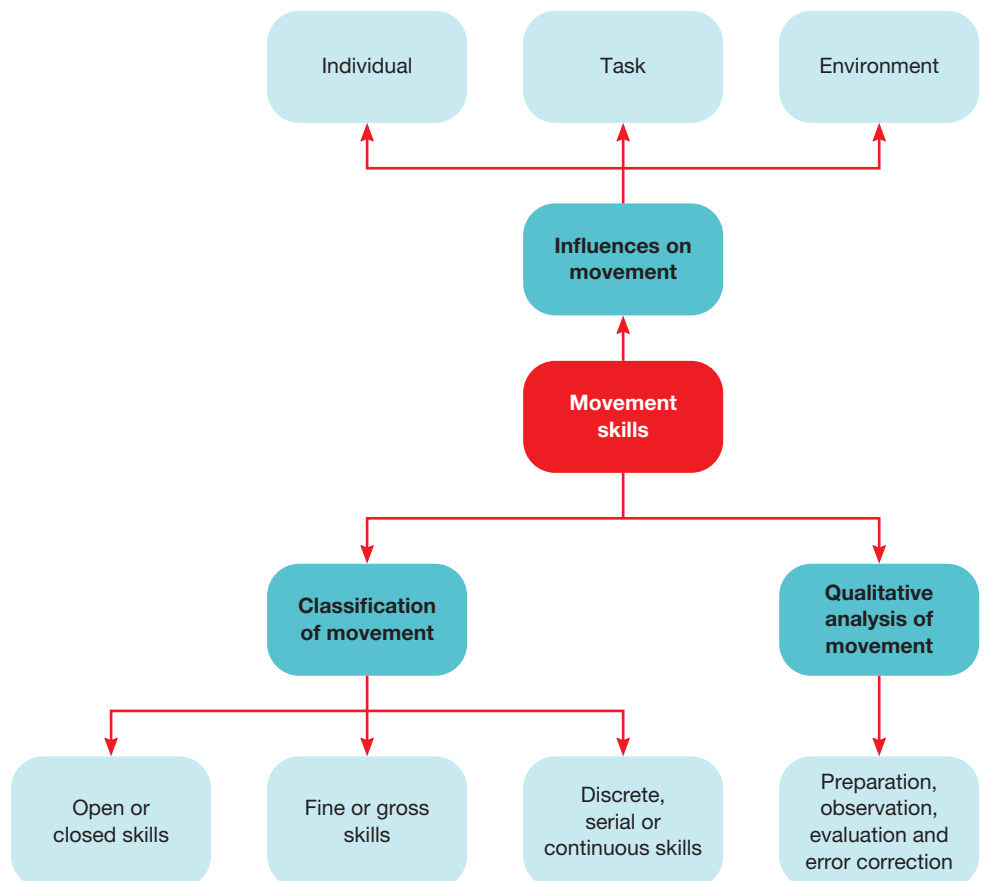 Individual
Task
Environment
Influences on
movement
Movement
skills
Classification
of movement
Qualitative
analysis of
movement
Open or
closed skills
Fine or gross
skills
Discrete,
serial or
continuous skills
Preparation,
observation,
evaluation and
error correction